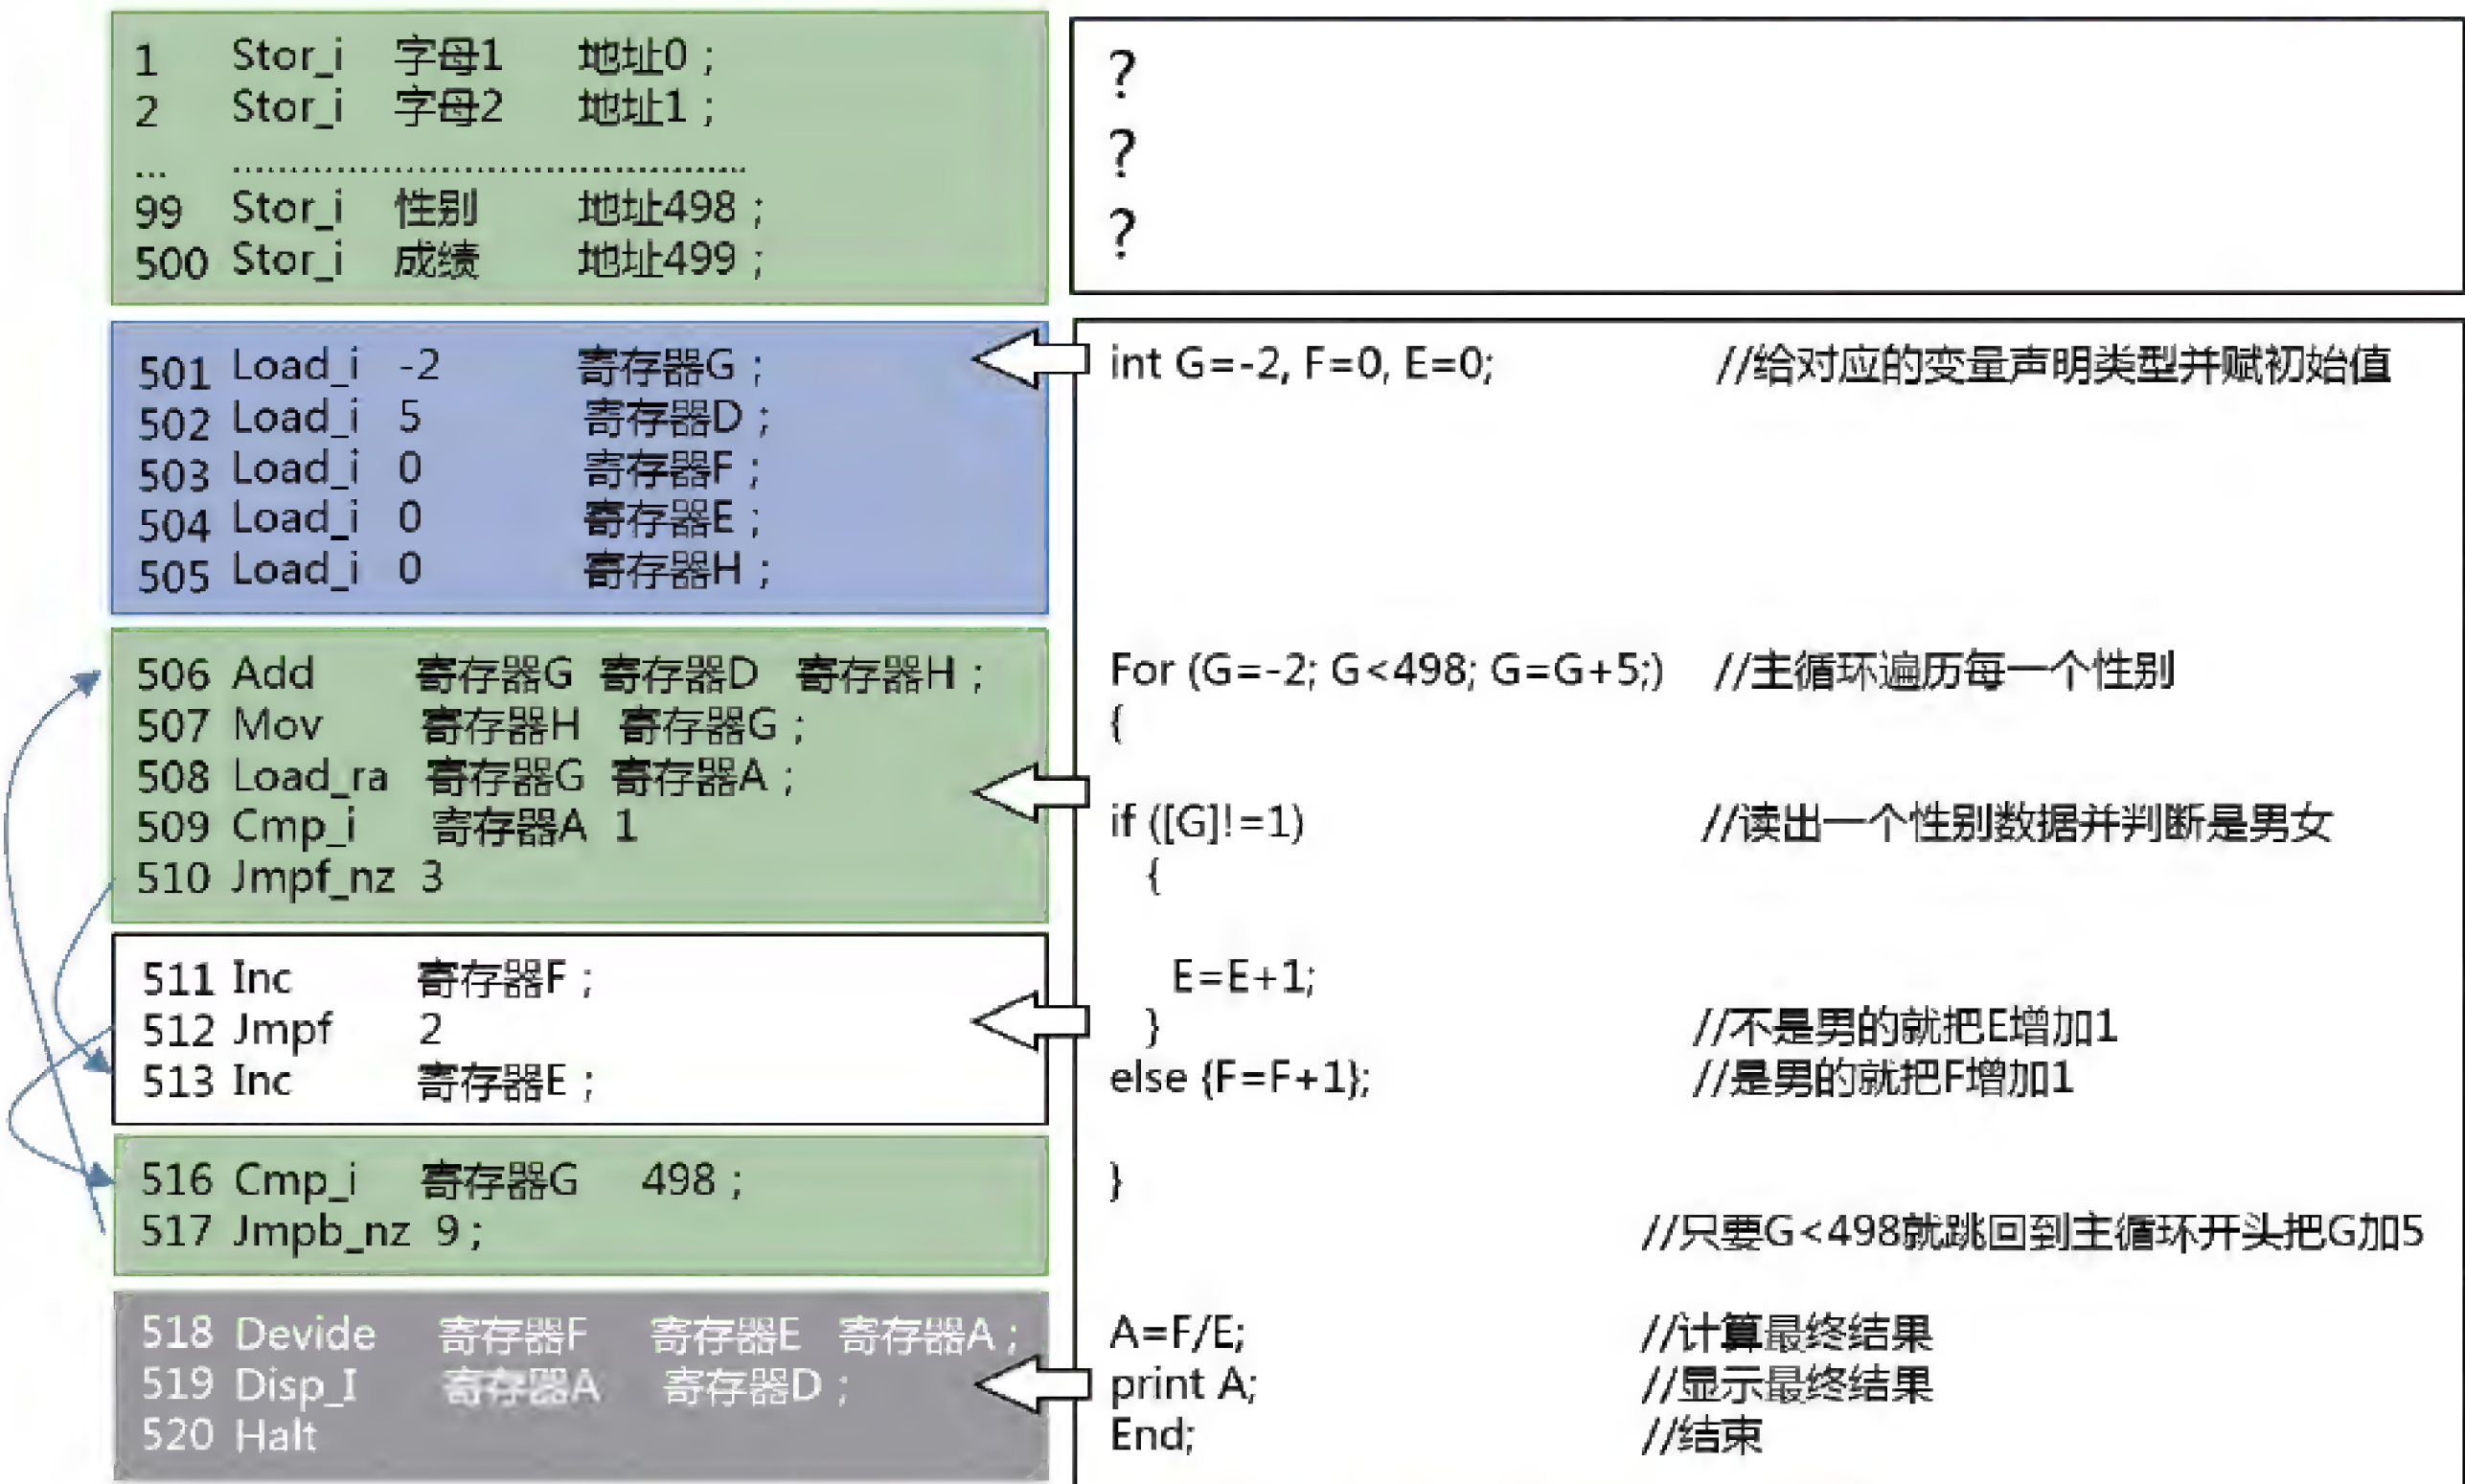 1 Stor_i 字母1 地址0；
2 Stor_i 字母2 地址1；
... ............................................
99 Stor_i 性别 地址498；
500 Stor_i 成绩 地址499；
?
?
?
501 Load_i -2 寄存器G；
502 Load_i 5 寄存器D；
503 Load_i 0 寄存器F；
504 Load_i 0 寄存器E；
505 Load_i 0 寄存器H；
int G=-2, F=0, E=0; //给对应的变量声明类型并赋初始值
506 Add 寄存器G 寄存器D 寄存器H；
507 Mov 寄存器H 寄存器G；
508 Load_ra 寄存器G 寄存器A；
509 Cmp_i 寄存器A 1
510 Jmpf_nz 3
For (G=-2; G<498; G=G+5;) //主循环遍历每一个性别
{
if ([G]!=1) //读出一个性别数据并判断是男女
{
511 Inc 寄存器F；
512 Jmpf 2
513 Inc 寄存器E；
E=E+1;
} //不是男的就把E增加1
else {F=F+1}; //是男的就把F增加1
516 Cmp_i 寄存器G 498；
517 Jmpb_nz 9；
}
//只要G<498就跳回到主循环开头把G加5
518 Devide 寄存器F 寄存器E 寄存器A；
519 Disp_I 寄存器A 寄存器D；
520 Halt
A=F/E; //计算最终结果
print A; //显示最终结果
End; //结束